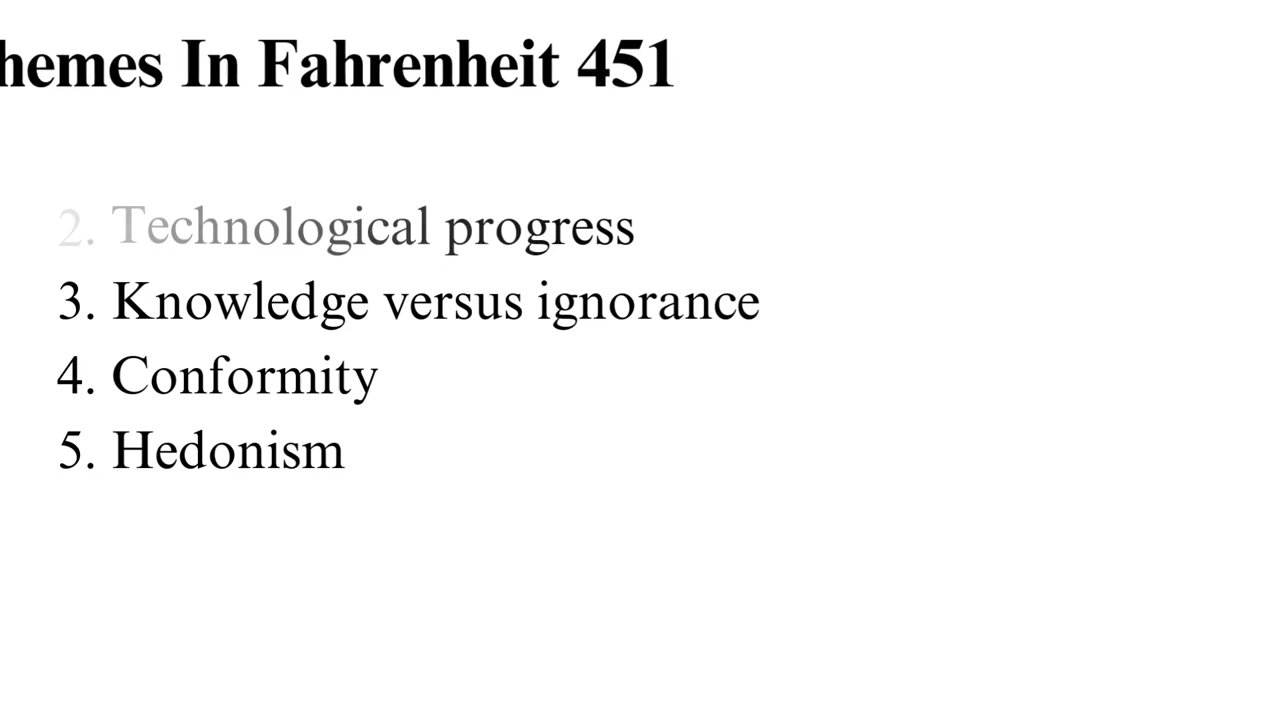 hemes In Fahrenheit 451
2. Technological progress
3. Knowledge versus ignorance
4. Conformity
5. Hedonism